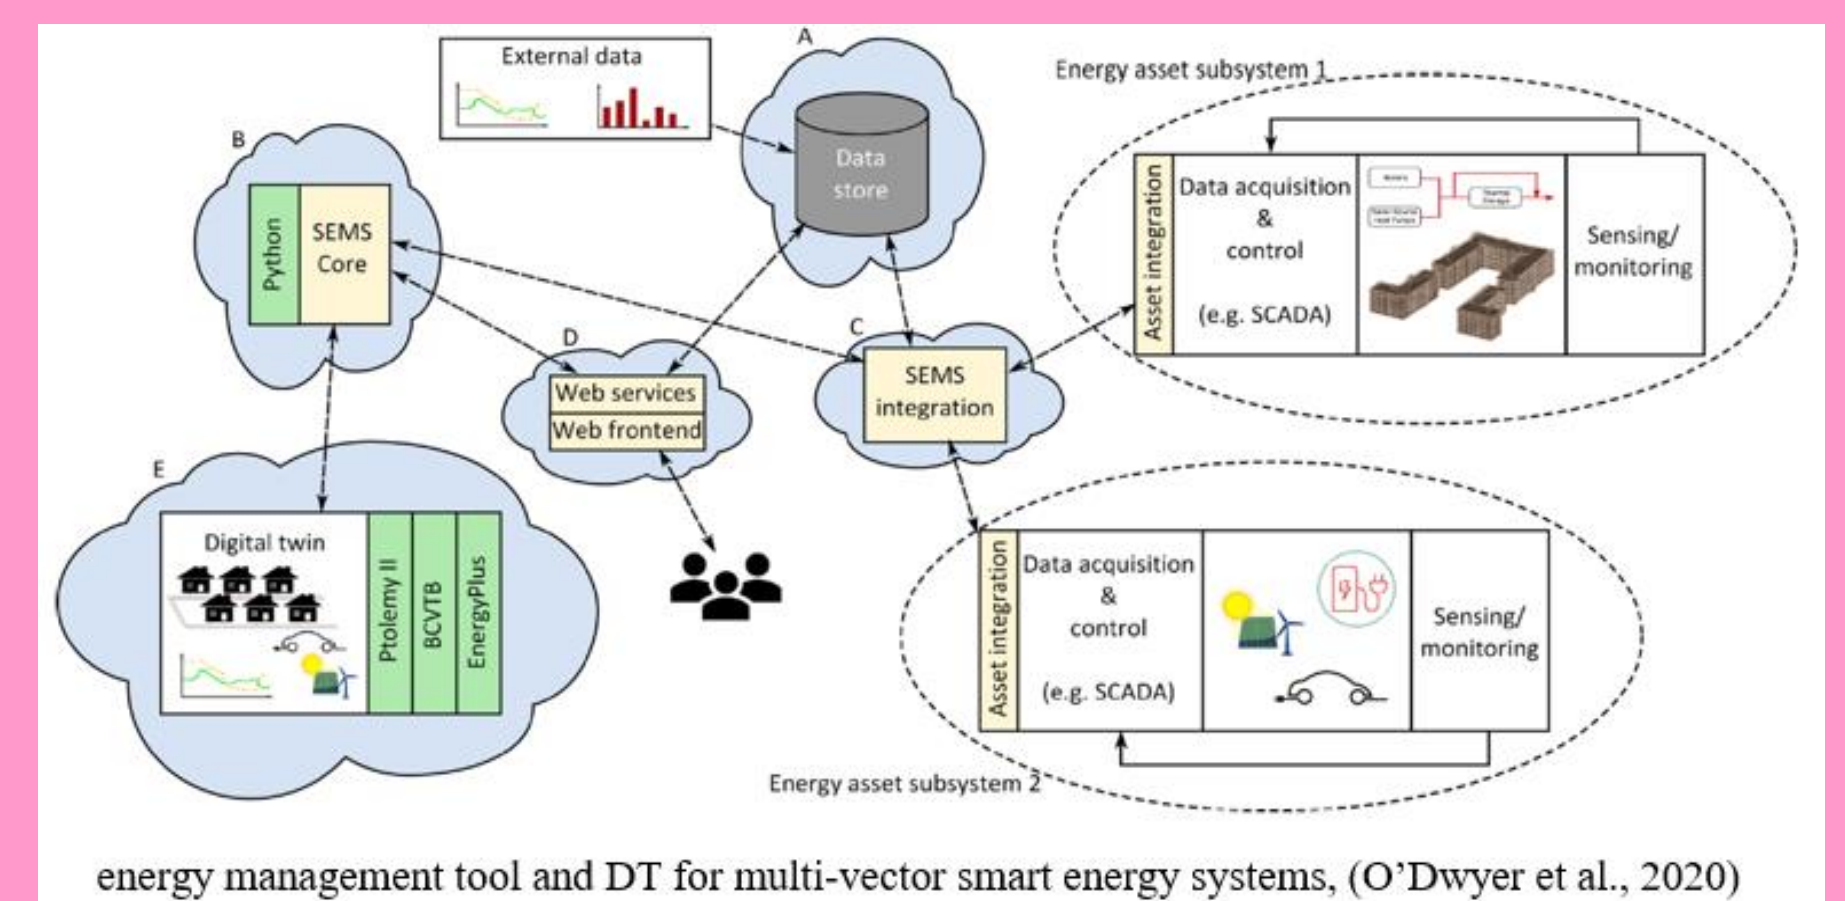 A
External data
Energy asset subsystem 1
B
Data
store
Asset integration
Data acquisition
&
control
(e.g. SCADA)
Sensing/
monitoring
Python
SEMS
Core
D
C
Web services
Web frontend
SEMS
integration
E
Digital twin
Ptolemy II
BCVTB
EnergyPlus
Asset integration
Data acquisition
&
control
(e.g. SCADA)
Sensing/
monitoring
Energy asset subsystem 2
energy management tool and DT for multi-vector smart energy systems, (O’Dwyer et al., 2020)